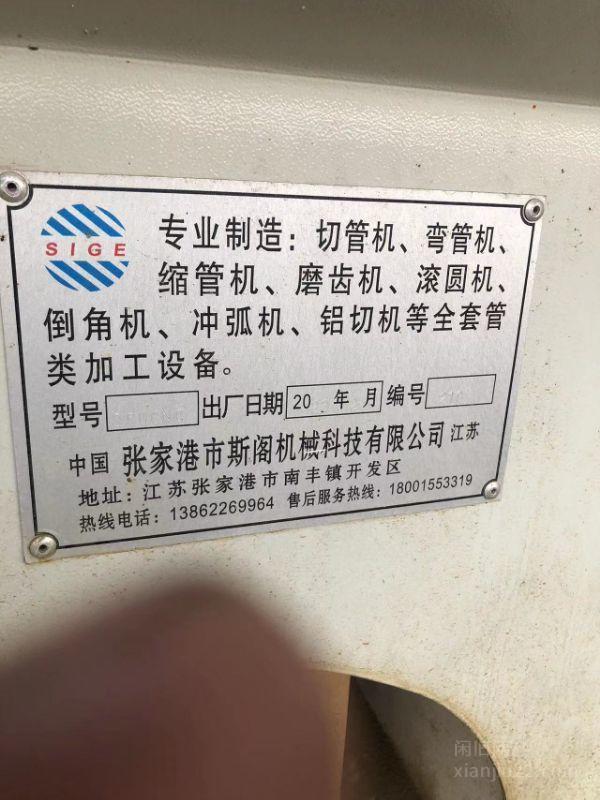 SIGE
专业制造：切管机、弯管机、
缩管机、磨齿机、滚圆机、
倒角机、冲弧机、铝切机等全套管
类加工设备。
型号 出厂日期 20 年 月 编号
中国 张家港市斯阁机械科技有限公司 江苏
地址：江苏张家港市南丰镇开发区
热线电话：13862269964 售后服务热线：18001553319
xianjiu22.com